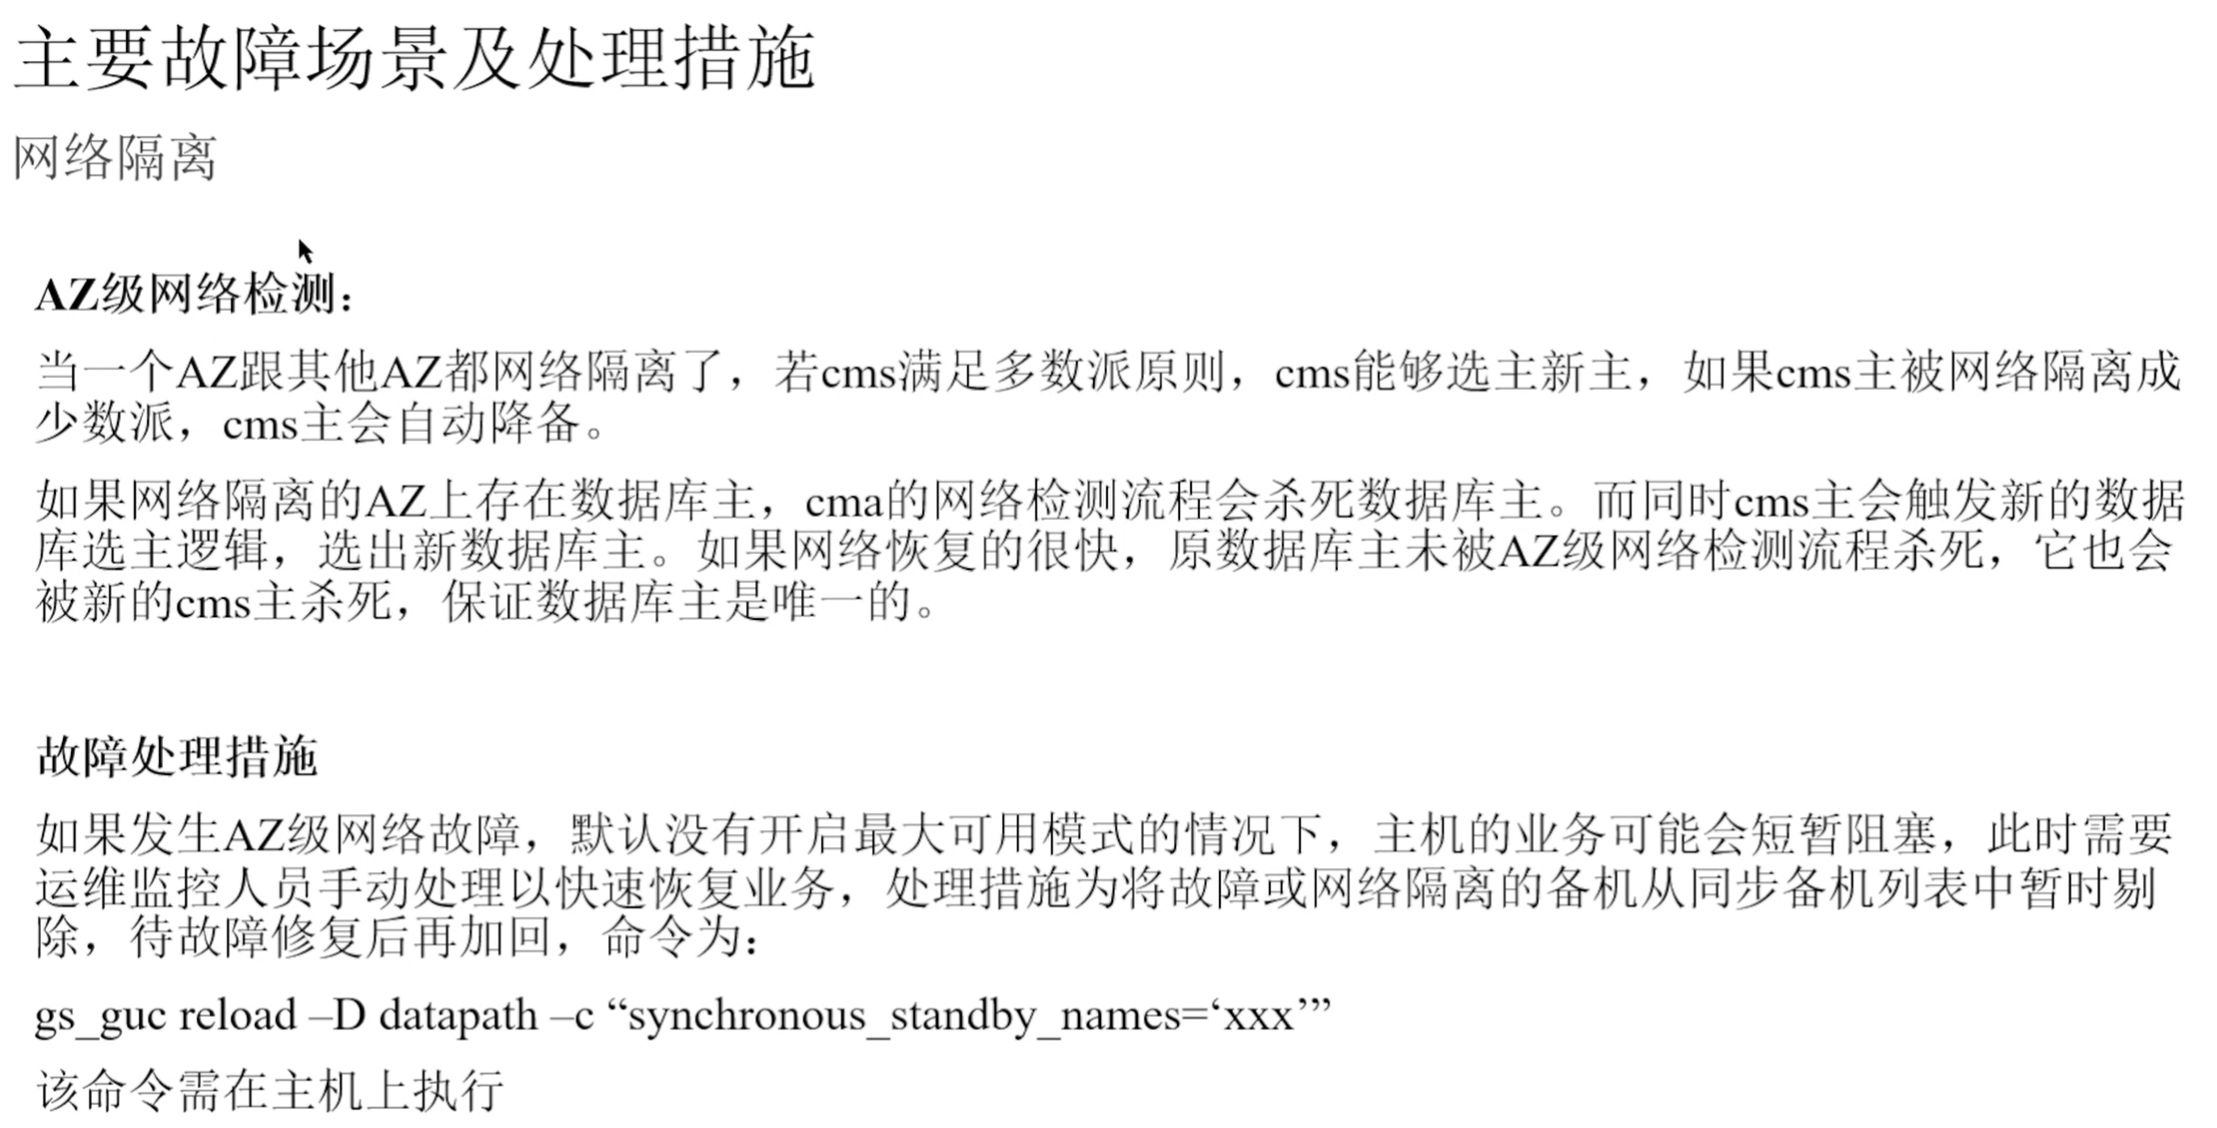 主要故障场景及处理措施
网络隔离
AZ级网络检测：
当一个AZ跟其他AZ都网络隔离了，若cms满足多数派原则，cms能够选主新主，如果cms主被网络隔离成
少数派，cms主会自动降备。
如果网络隔离的AZ上存在数据库主，cma的网络检测流程会杀死数据库主。而同时cms主会触发新的数据
库选主逻辑，选出新数据库主。如果网络恢复的很快，原数据库主未被AZ级网络检测流程杀死，它也会
被新的cms主杀死，保证数据库主是唯一的。
故障处理措施
如果发生AZ级网络故障，默认没有开启最大可用模式的情况下，主机的业务可能会短暂阻塞，此时需要
运维监控人员手动处理以快速恢复业务，处理措施为将故障或网络隔离的备机从同步备机列表中暂时剔
除，待故障修复后再加回，命令为：
gs_guc reload –D datapath –c “synchronous_standby_names=‘xxx’”
该命令需在主机上执行